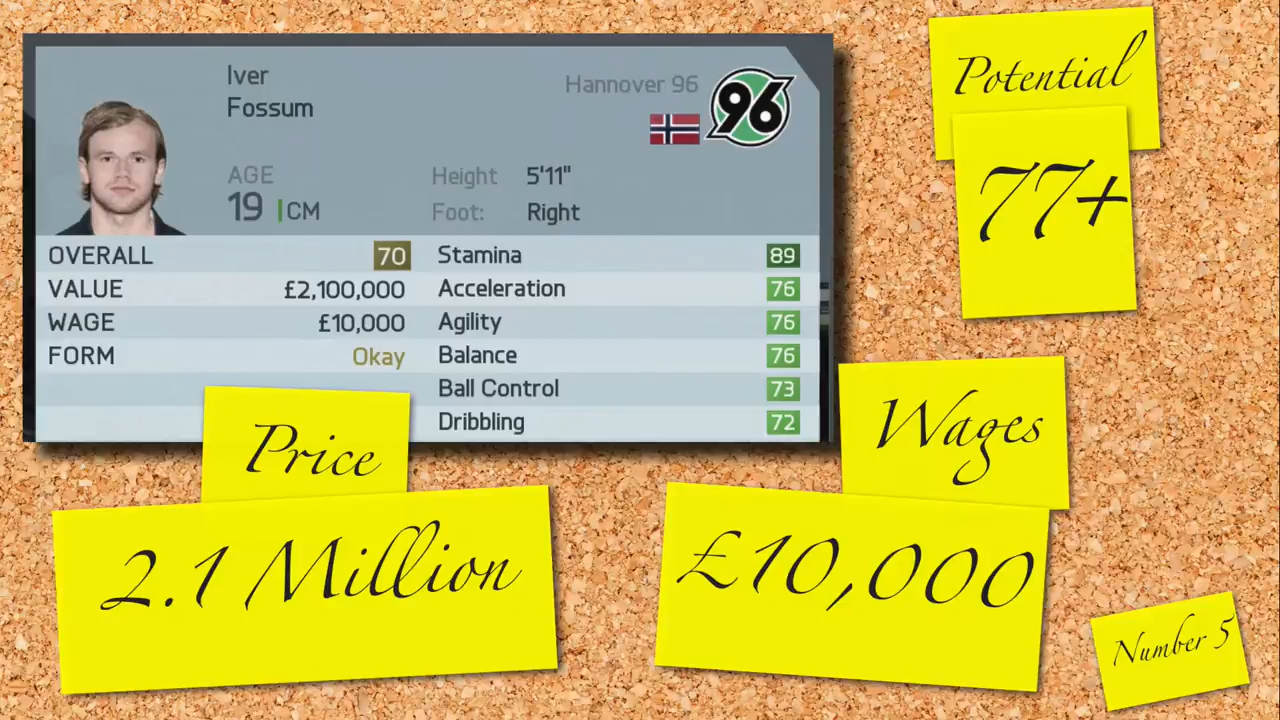 Iver
Fossum
Hannover 96
96
AGE
19 CM
Height 5'11"
Foot: Right
OVERALL 70
VALUE £2,100,000
WAGE £10,000
FORM Okay
Stamina 89
Acceleration 76
Agility 76
Balance 76
Ball Control 73
Dribbling 72
Potential
77+
Price
2.1 Million
Wages
£10,000
Number 5